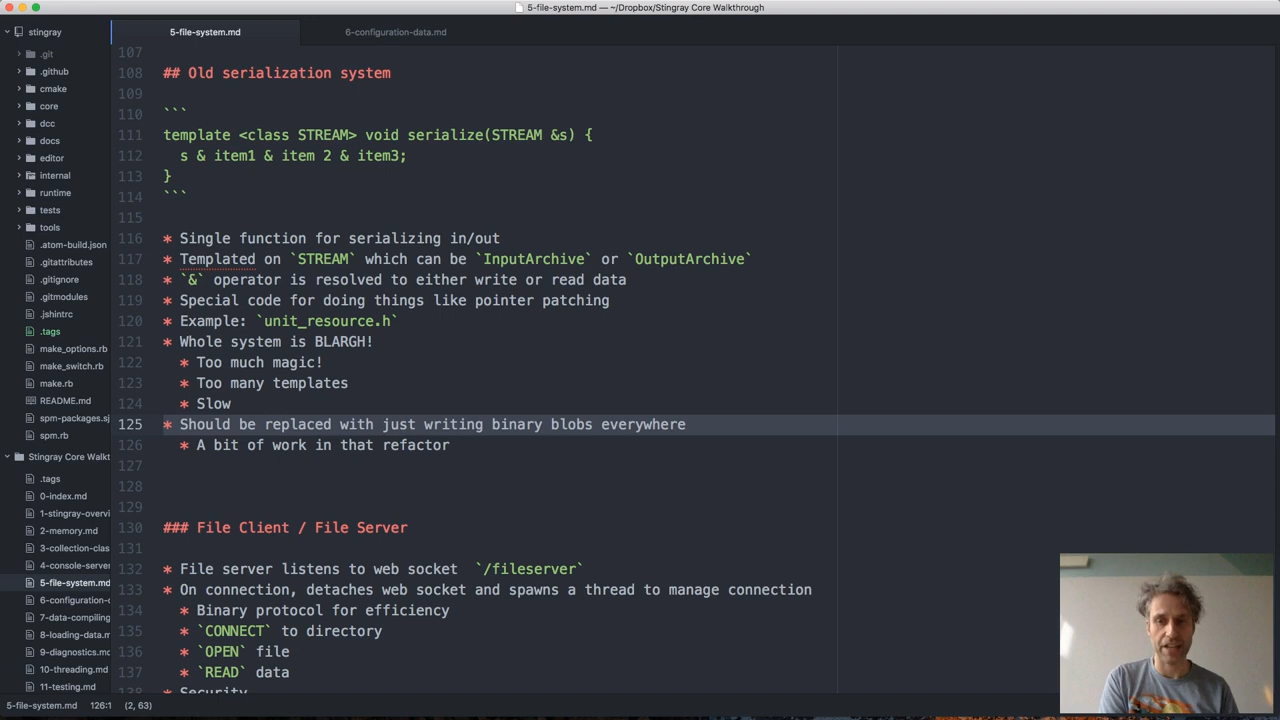 5-file-system.md — ~/Dropbox/Stingray Core Walkthrough
stingray
.git
.github
cmake
core
dcc
docs
editor
internal
runtime
tests
tools
.atom-build.json
.gitattributes
.gitignore
.gitmodules
.jshintrc
.tags
make_options.rb
make_switch.rb
make.rb
README.md
spm-packages.sj
spm.rb
Stingray Core Walkt
.tags
0-index.md
1-stingray-overvi
2-memory.md
3-collection-clas
4-console-server
5-file-system.md
6-configuration-d
7-data-compiling
8-loading-data.m
9-diagnostics.mc
10-threading.md
11-testing.md
5-file-system.md
6-configuration-data.md
107
108 ## Old serialization system
109
110 ```
111 template <class STREAM> void serialize(STREAM &s) {
112 s & item1 & item 2 & item3;
113 }
114 ```
115
116 * Single function for serializing in/out
117 * Templated on `STREAM` which can be `InputArchive` or `OutputArchive`
118 * `&` operator is resolved to either write or read data
119 * Special code for doing things like pointer patching
120 * Example: `unit_resource.h`
121 * Whole system is BLARGH!
122 * Too much magic!
123 * Too many templates
124 * Slow
125 * Should be replaced with just writing binary blobs everywhere
126 * A bit of work in that refactor
127
128
129
130 ### File Client / File Server
131
132 * File server listens to web socket `/fileserver`
133 * On connection, detaches web socket and spawns a thread to manage connection
134 * Binary protocol for efficiency
135 * `CONNECT` to directory
136 * `OPEN` file
137 * `READ` data
138 * Security
5-file-system.md 126:1 (2, 63)